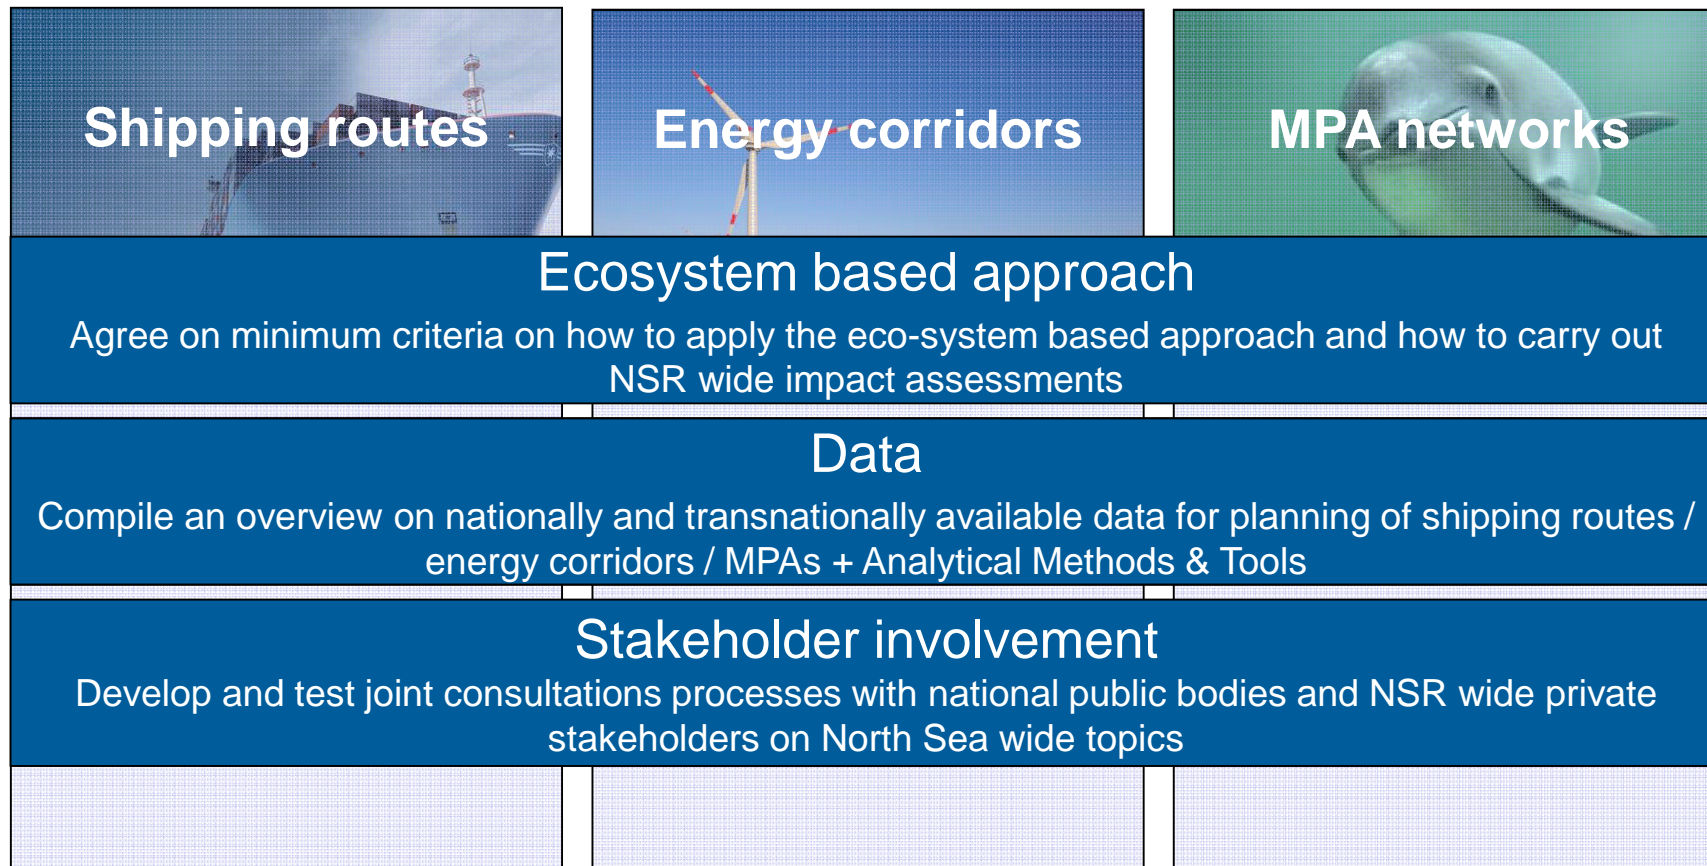 Shipping routes
Energy corridors
MPA networks
Ecosystem based approach
Agree on minimum criteria on how to apply the eco-system based approach and how to carry out
NSR wide impact assessments
Data
Compile an overview on nationally and transnationally available data for planning of shipping routes /
energy corridors / MPAs + Analytical Methods & Tools
Stakeholder involvement
Develop and test joint consultations processes with national public bodies and NSR wide private
stakeholders on North Sea wide topics